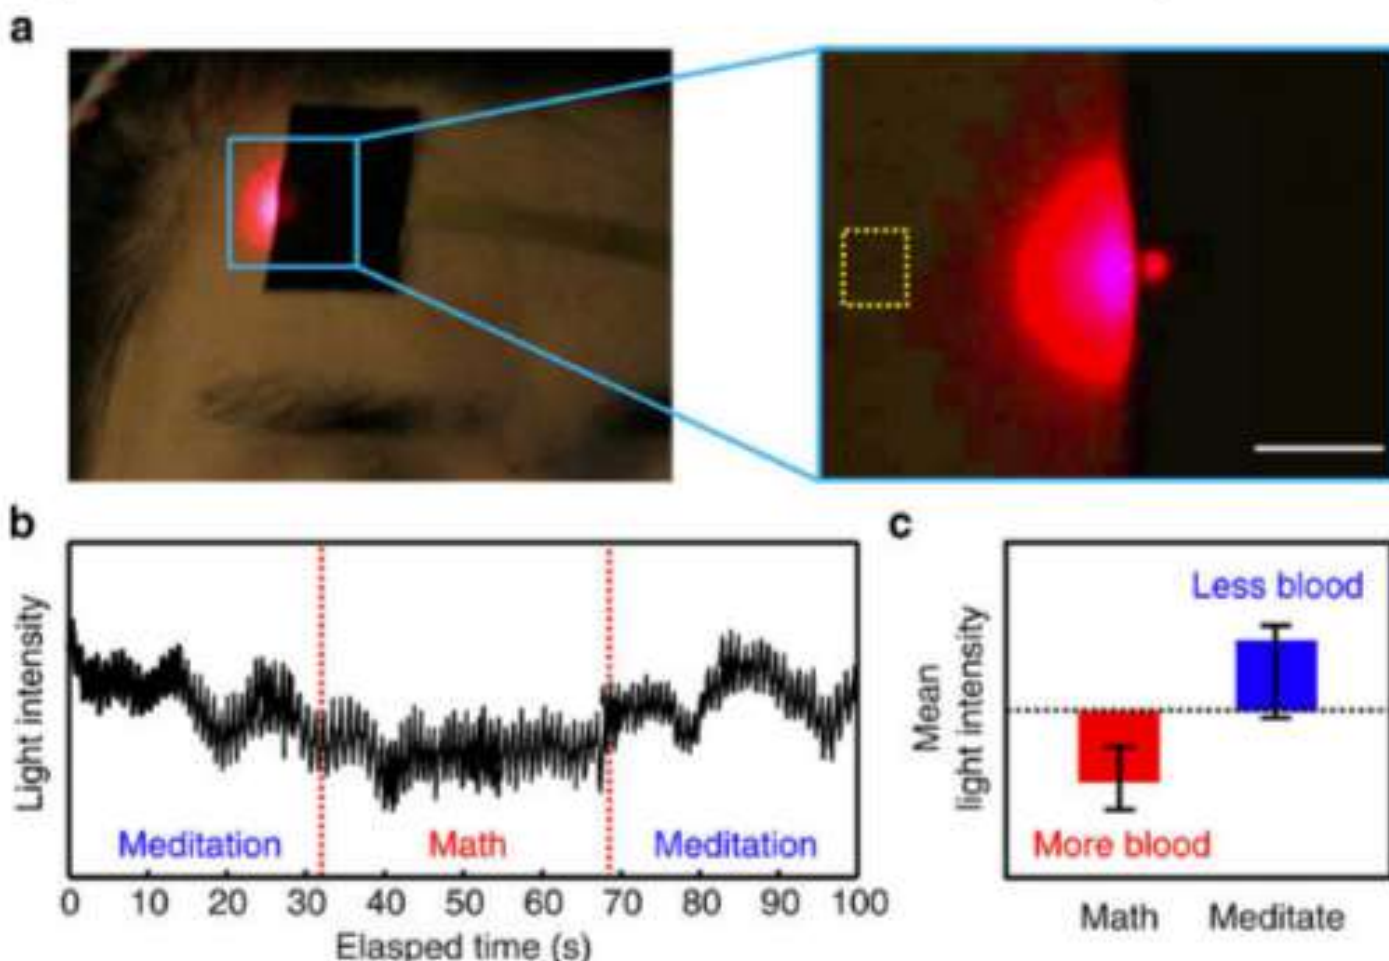 a
b
Light intensity
Meditation
Math
Meditation
0 10 20 30 40 50 60 70 80 90 100
Elasped time (s)
c
Mean
light intensity
Less blood
More blood
Math
Meditate